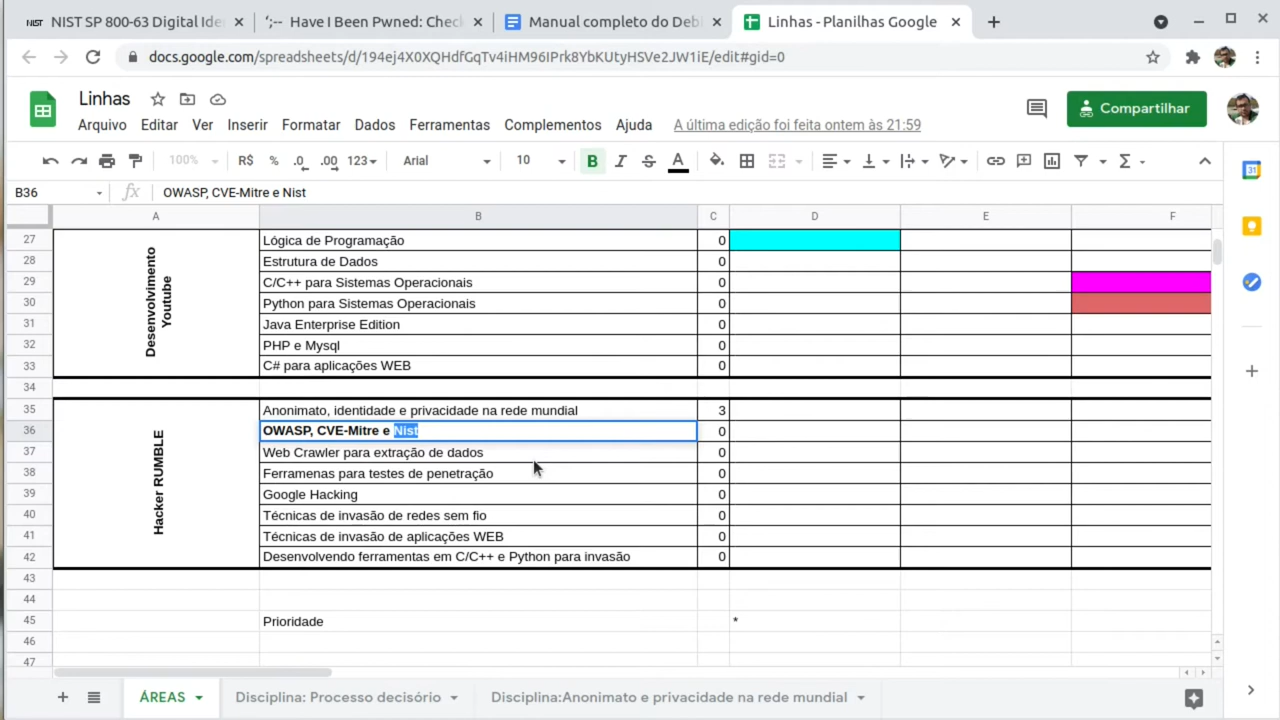 NIST NIST SP 800-63 Digital Ide
';-- Have I Been Pwned: Chec
Manual completo do Deb
Linhas - Planilhas Google
docs.google.com/spreadsheets/d/194ej4X0XQHdfGqTv4iHM96IPrk8YbKUtyHSVe2JW1iE/edit#gid=0
Linhas
Compartilhar
Arquivo Editar Ver Inserir Formatar Dados Ferramentas Complementos Ajuda A última edição foi feita ontem às 21:59
100% R$ % .0 .00 123 Arial 10 B I S A
B36 fx OWASP, CVE-Mitre e Nist
A B C D E F
Desenvolvimento
Youtube
27 Lógica de Programação 0
28 Estrutura de Dados 0
29 C/C++ para Sistemas Operacionais 0
30 Python para Sistemas Operacionais 0
31 Java Enterprise Edition 0
32 PHP e Mysql 0
33 C# para aplicações WEB 0
34
Hacker RUMBLE
35 Anonimato, identidade e privacidade na rede mundial 3
36 OWASP, CVE-Mitre e Nist 0
37 Web Crawler para extração de dados 0
38 Ferramenas para testes de penetração 0
39 Google Hacking 0
40 Técnicas de invasão de redes sem fio 0
41 Técnicas de invasão de aplicações WEB 0
42 Desenvolvendo ferramentas em C/C++ e Python para invasão 0
43
44
45 Prioridade *
46
47
ÁREAS Disciplina: Processo decisório Disciplina:Anonimato e privacidade na rede mundial
31